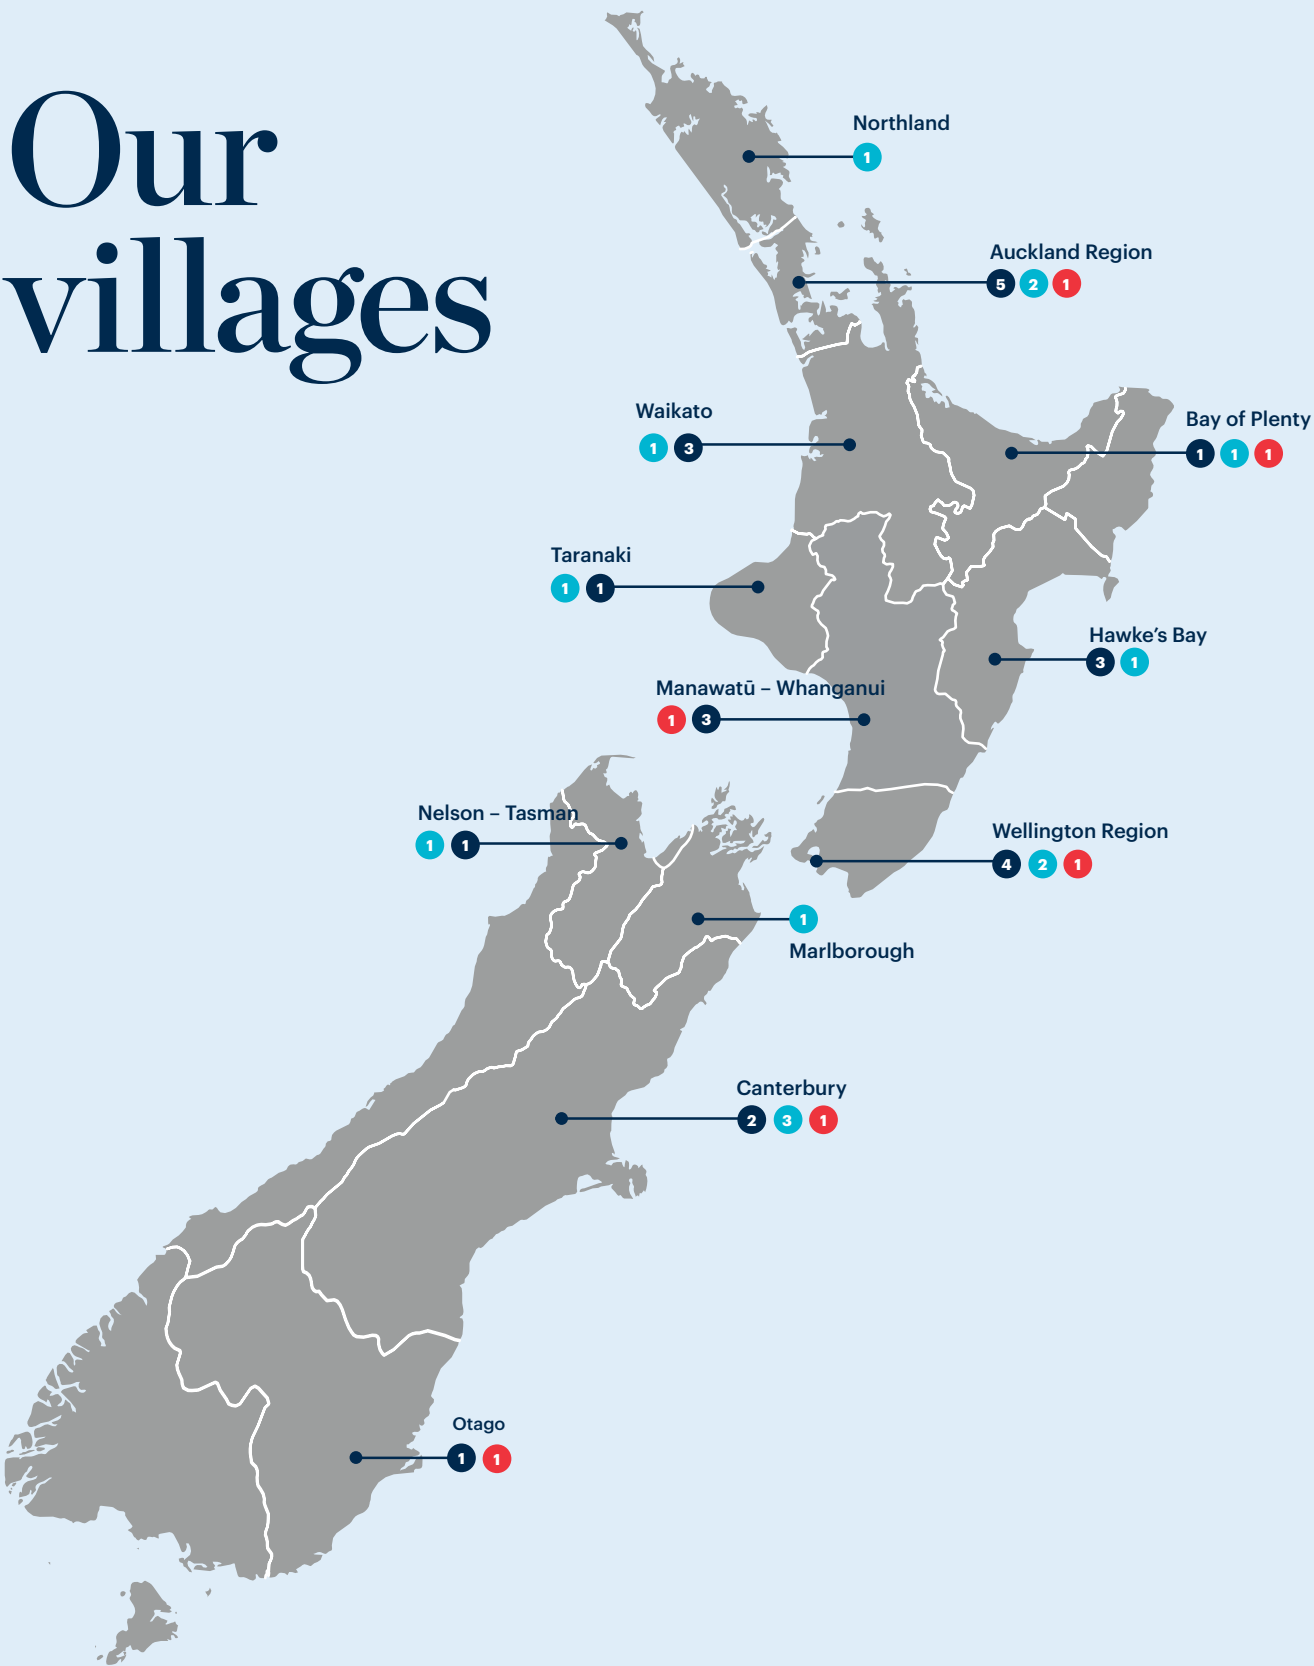 Our
villages
Northland
1
Auckland Region
5 2 1
Waikato
1 3
Bay of Plenty
1 1 1
Taranaki
1 1
Hawke's Bay
3 1
Manawatū – Whanganui
1 3
Nelson – Tasman
1 1
Wellington Region
4 2 1
1
Marlborough
Canterbury
2 3 1
Otago
1 1